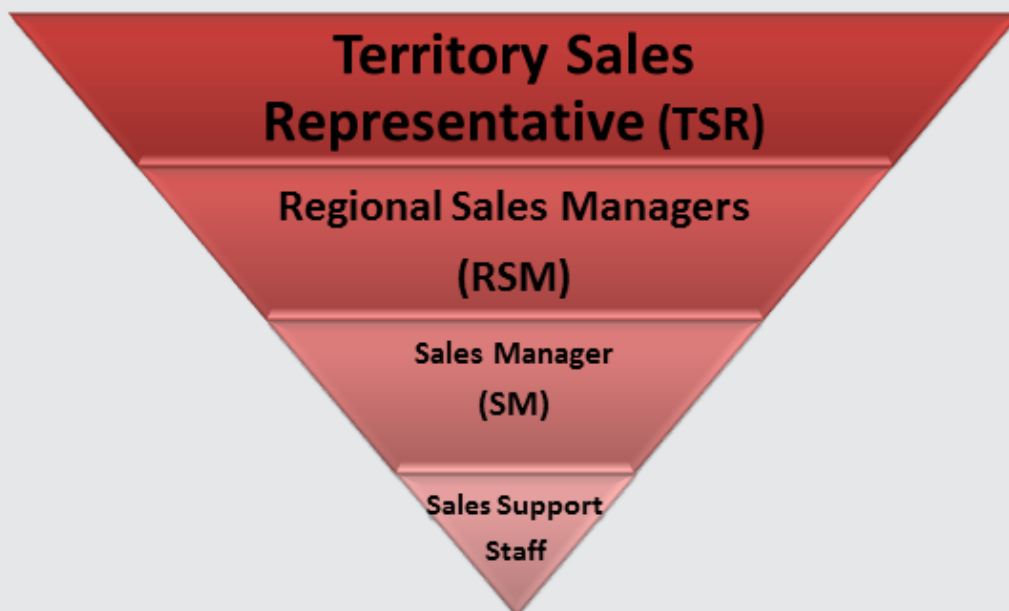 Territory Sales
Representative (TSR)
Regional Sales Managers
(RSM)
Sales Manager
(SM)
Sales Support
Staff